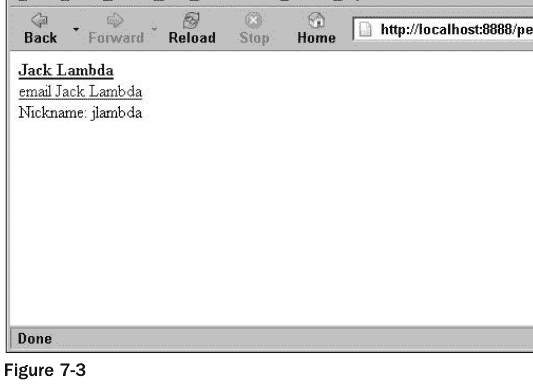 Back Forward Reload Stop Home http://localhost:8888/pe
Jack Lambda
email Jack Lambda
Nickname: jlambda
Done
Figure 7-3